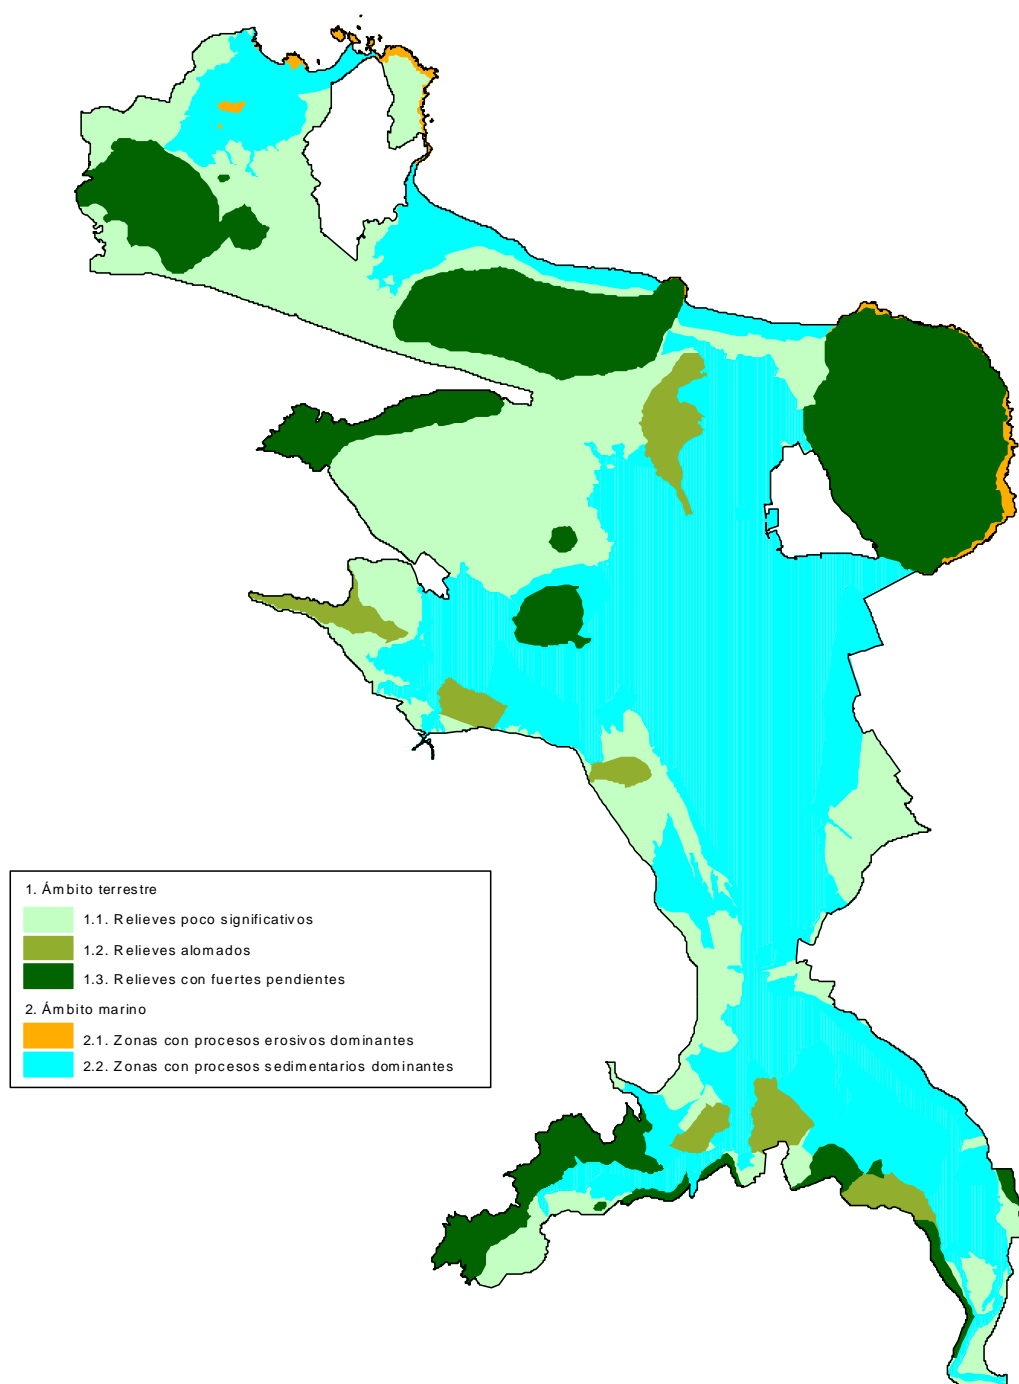 1. Ámbito terrestre
1.1. Relieves poco significativos
1.2. Relieves alomados
1.3. Relieves con fuertes pendientes
2. Ámbito marino
2.1. Zonas con procesos erosivos dominantes
2.2. Zonas con procesos sedimentarios dominantes